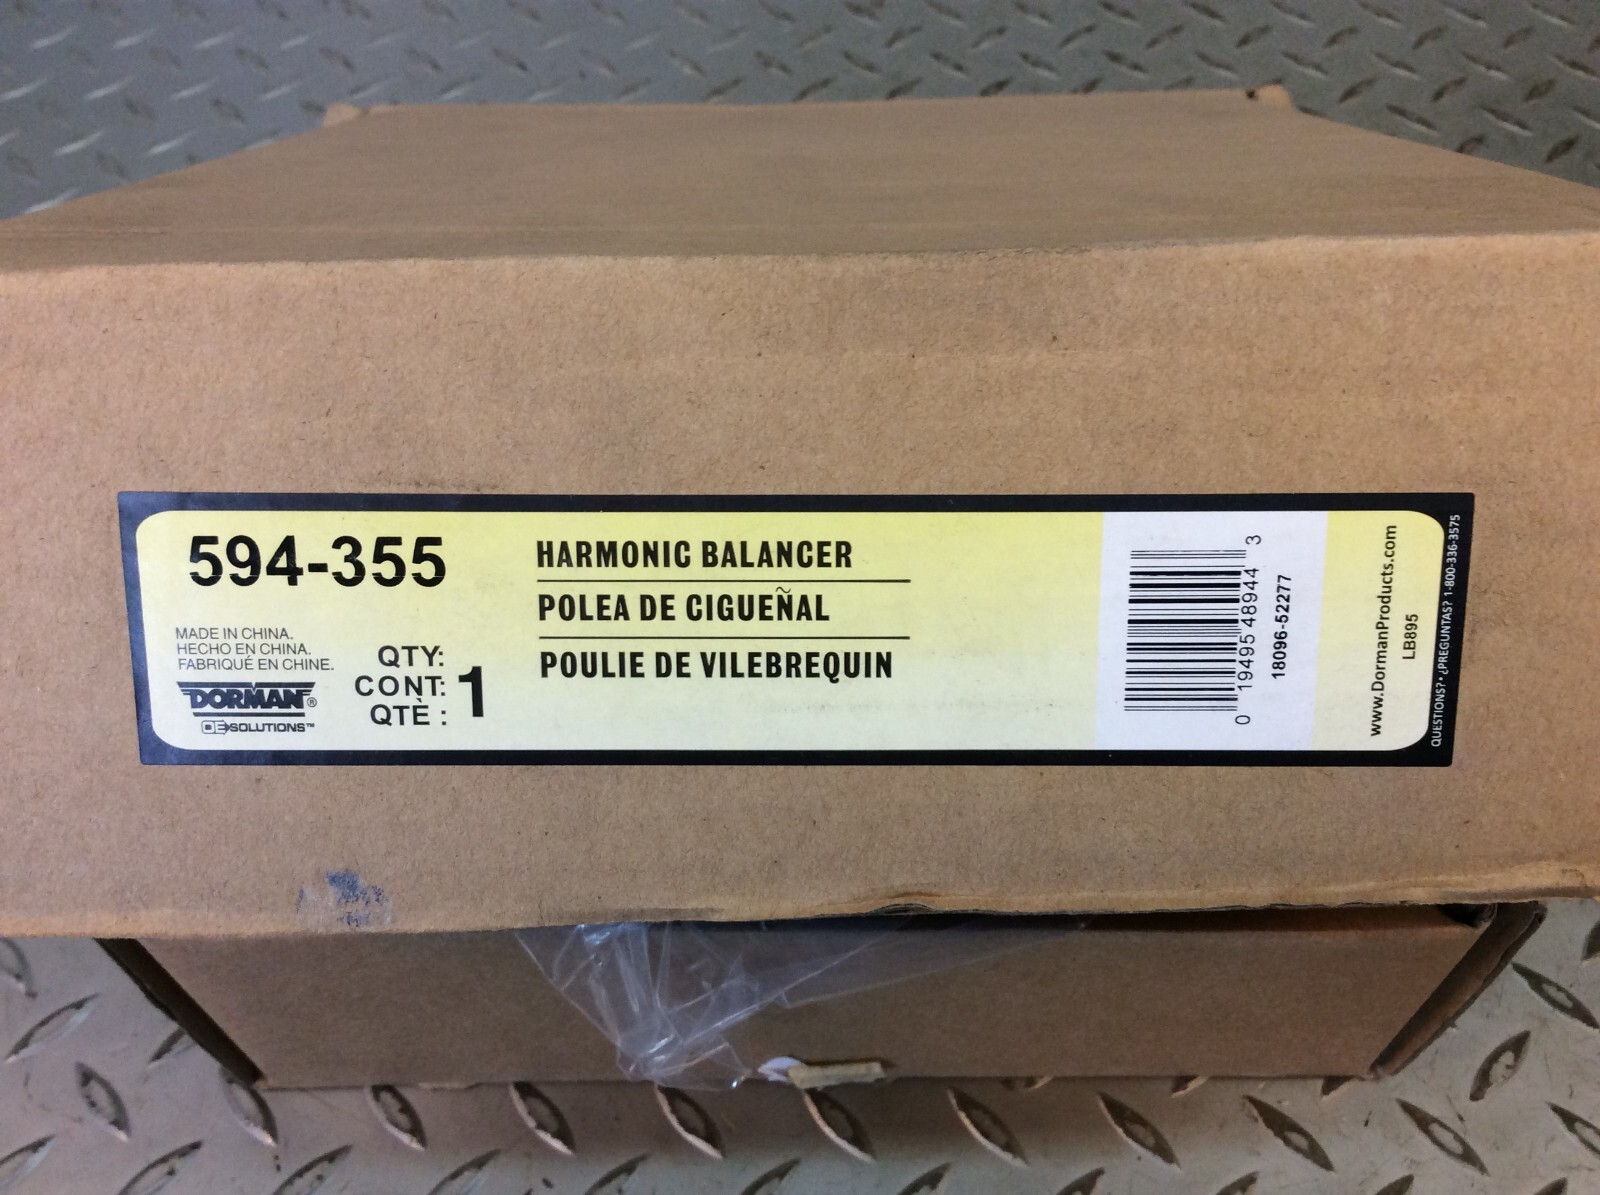 594-355
MADE IN CHINA.
HECHO EN CHINA.
FABRIQUÉ EN CHINE.
DORMAN®
OE SOLUTIONS™
QTY:
CONT:
QTÈ :
1
HARMONIC BALANCER
POLEA DE CIGUEÑAL
POULIE DE VILEBREQUIN
0 19495 48944 3
18096-52277
www.DormanProducts.com
LB895
QUESTIONS? • ¿PREGUNTAS? 1-800-336-3575